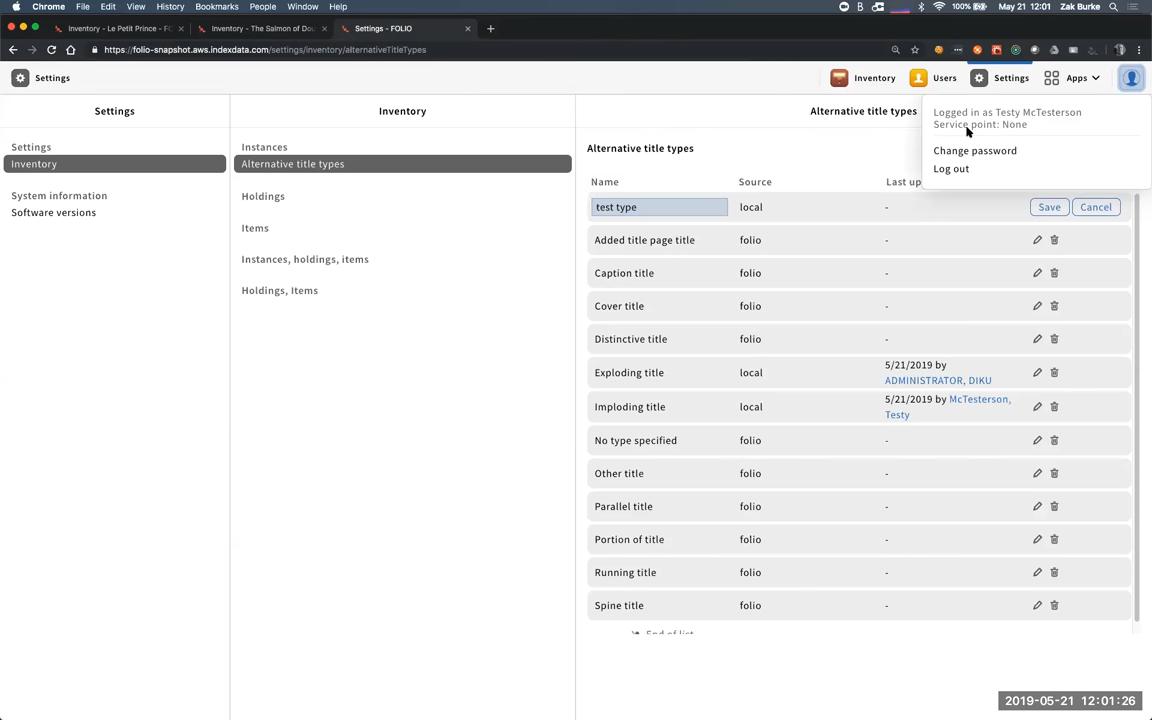 Chrome File Edit View History Bookmarks People Window Help 100% May 21 12:01 Zak Burke
Inventory - Le Petit Prince - F Inventory - The Salmon of Dou Settings - FOLIO
https://folio-snapshot.aws.indexdata.com/settings/inventory/alternativeTitleTypes
Settings Inventory Users Settings Apps
Settings Inventory Alternative title types
Logged in as Testy McTesterson
Service point: None
Change password
Log out
Settings
Inventory
System information
Software versions
Instances
Alternative title types
Holdings
Items
Instances, holdings, items
Holdings, Items
Alternative title types
Name Source Last up
test type local - Save Cancel
Added title page title folio -
Caption title folio -
Cover title folio -
Distinctive title folio -
Exploding title local 5/21/2019 by
ADMINISTRATOR, DIKU
Imploding title local 5/21/2019 by McTesterson,
Testy
No type specified folio -
Other title folio -
Parallel title folio -
Portion of title folio -
Running title folio -
Spine title folio -
End of list
2019-05-21 12:01:26